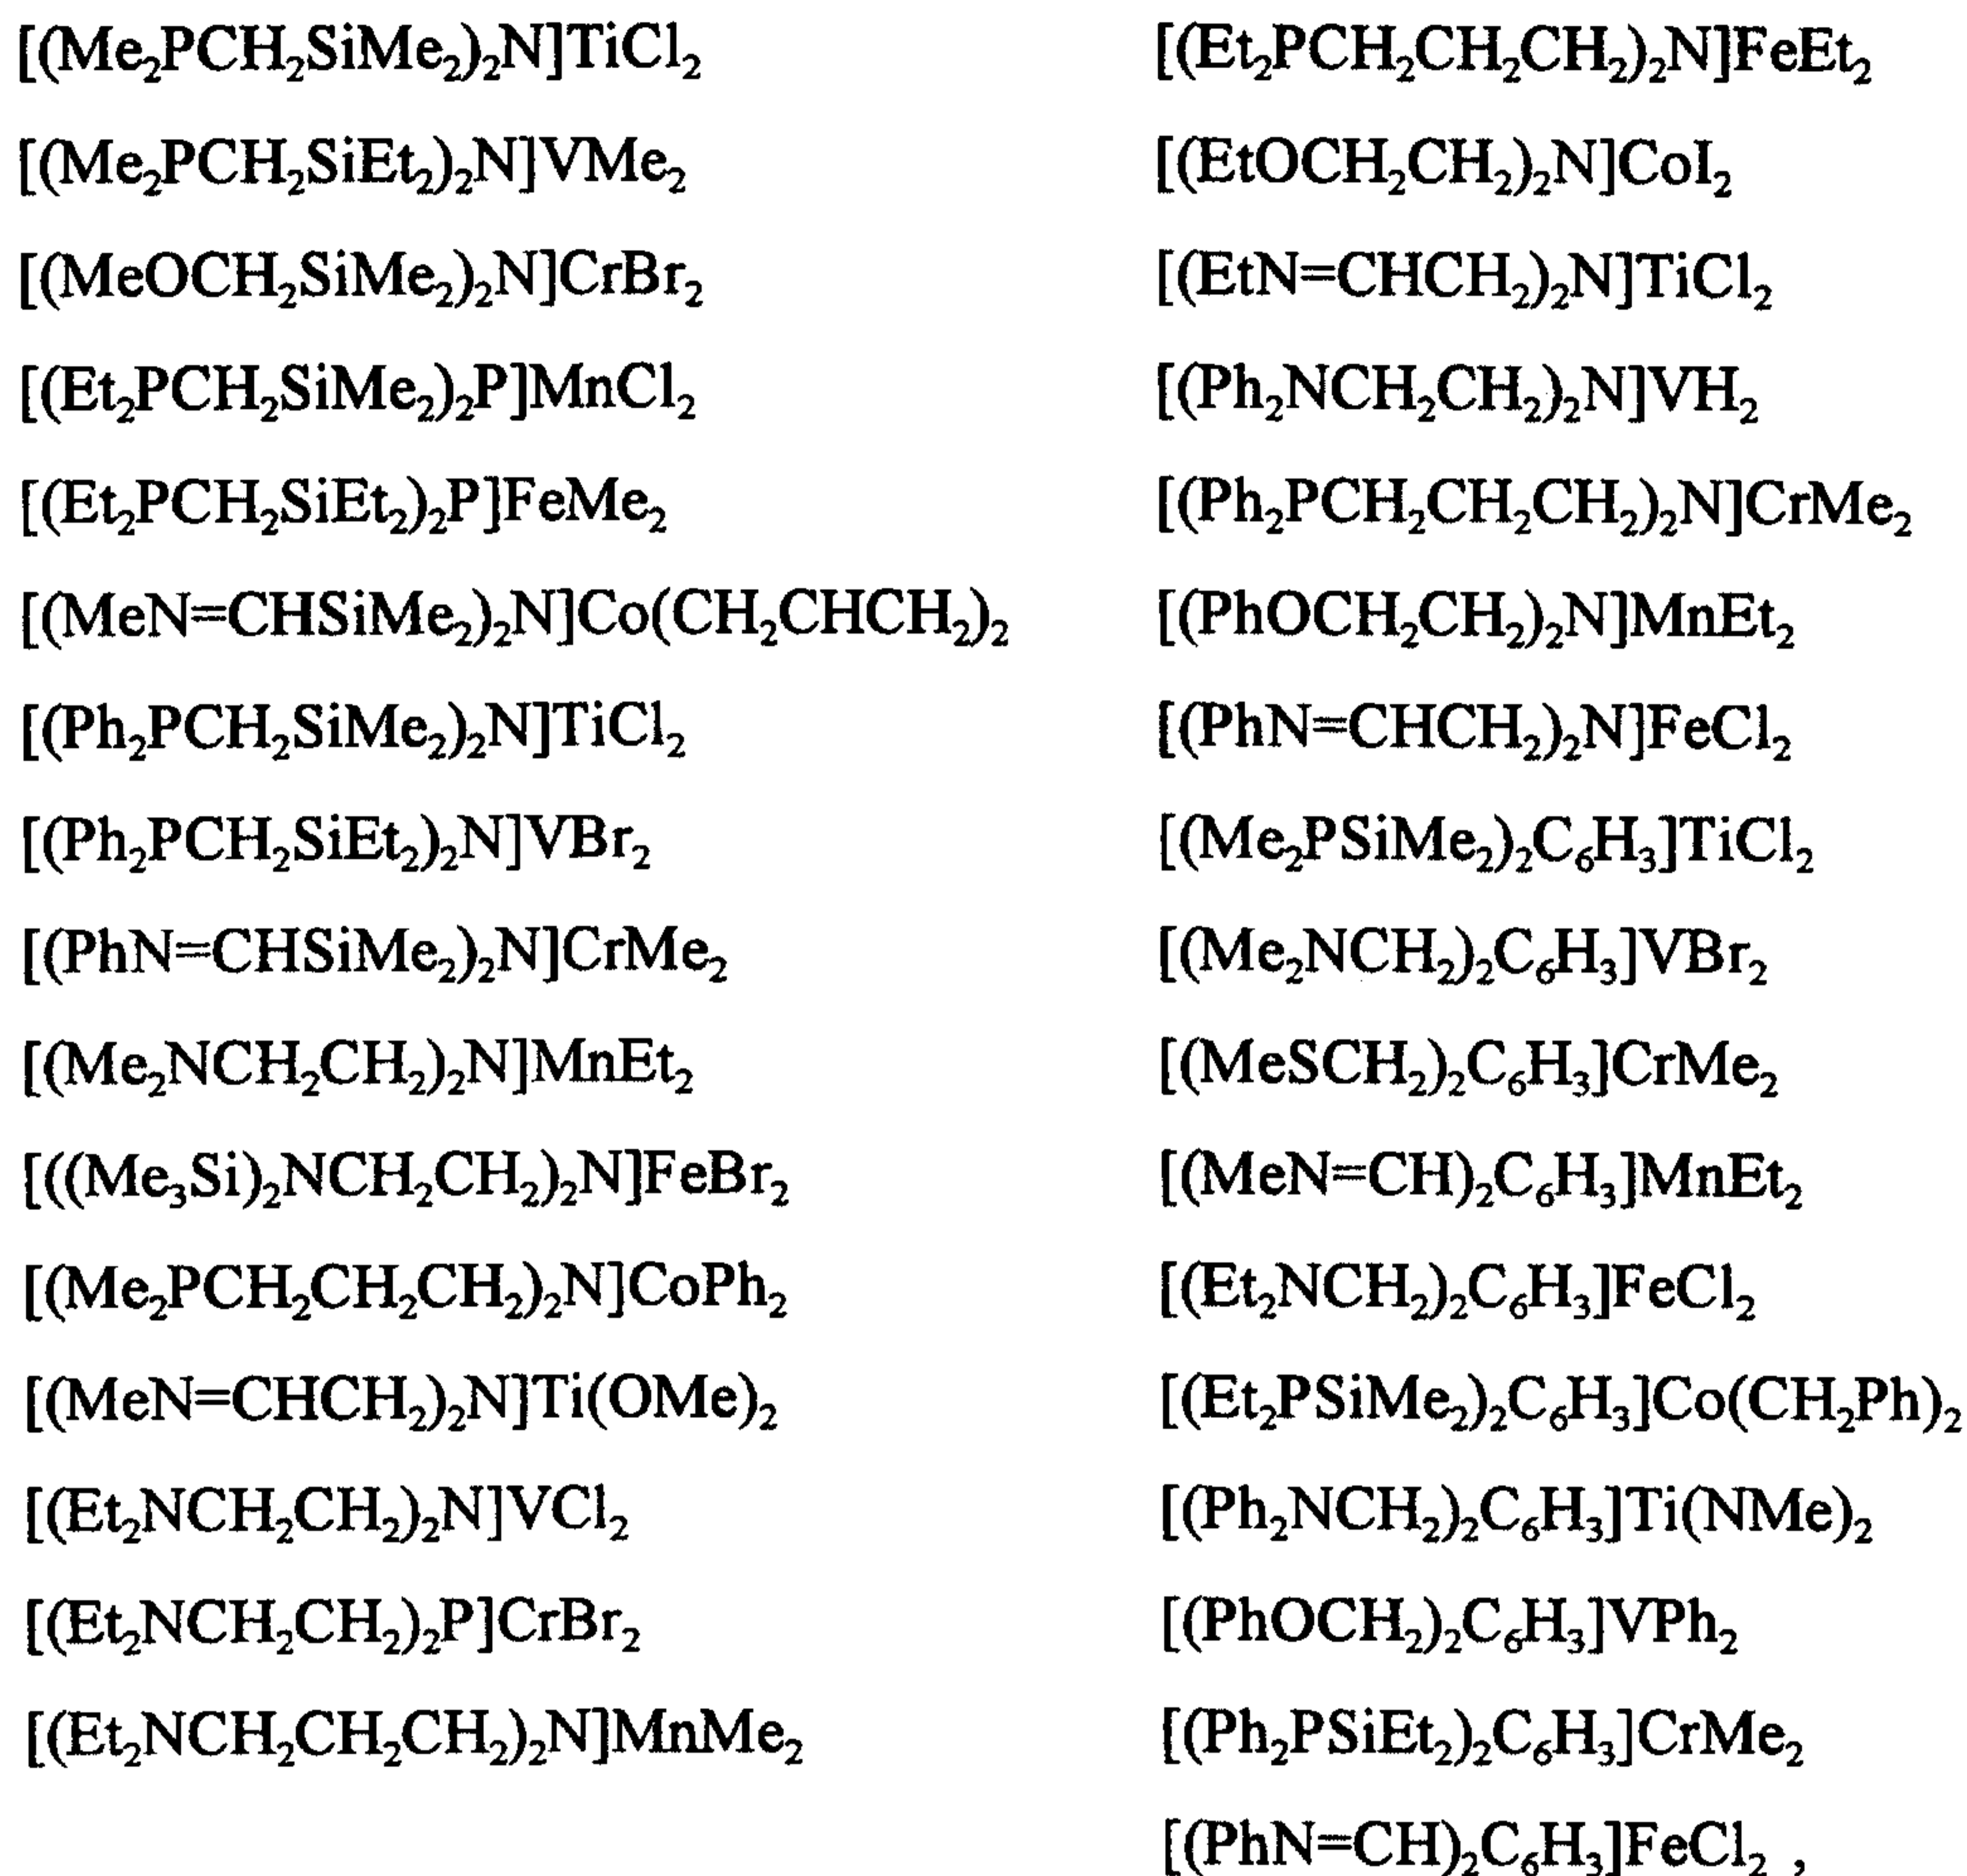 [(Me₂PCH₂SiMe₂)₂N]TiCl₂
[(Me₂PCH₂SiEt₂)₂N]VMe₂
[(MeOCH₂SiMe₂)₂N]CrBr₂
[(Et₂PCH₂SiMe₂)₂P]MnCl₂
[(Et₂PCH₂SiEt₂)₂P]FeMe₂
[(MeN=CHSiMe₂)₂N]Co(CH₂CHCH₂)₂
[(Ph₂PCH₂SiMe₂)₂N]TiCl₂
[(Ph₂PCH₂SiEt₂)₂N]VBr₂
[(PhN=CHSiMe₂)₂N]CrMe₂
[(Me₂NCH₂CH₂)₂N]MnEt₂
[((Me₃Si)₂NCH₂CH₂)₂N]FeBr₂
[(Me₂PCH₂CH₂CH₂)₂N]CoPh₂
[(MeN=CHCH₂)₂N]Ti(OMe)₂
[(Et₂NCH₂CH₂)₂N]VCl₂
[(Et₂NCH₂CH₂)₂P]CrBr₂
[(Et₂NCH₂CH₂CH₂)₂N]MnMe₂
[(Et₂PCH₂CH₂CH₂)₂N]FeEt₂
[(EtOCH₂CH₂)₂N]CoI₂
[(EtN=CHCH₂)₂N]TiCl₂
[(Ph₂NCH₂CH₂)₂N]VH₂
[(Ph₂PCH₂CH₂CH₂)₂N]CrMe₂
[(PhOCH₂CH₂)₂N]MnEt₂
[(PhN=CHCH₂)₂N]FeCl₂
[(Me₂PSiMe₂)₂C₆H₃]TiCl₂
[(Me₂NCH₂)₂C₆H₃]VBr₂
[(MeSCH₂)₂C₆H₃]CrMe₂
[(MeN=CH)₂C₆H₃]MnEt₂
[(Et₂NCH₂)₂C₆H₃]FeCl₂
[(Et₂PSiMe₂)₂C₆H₃]Co(CH₂Ph)₂
[(Ph₂NCH₂)₂C₆H₃]Ti(NMe)₂
[(PhOCH₂)₂C₆H₃]VPh₂
[(Ph₂PSiEt₂)₂C₆H₃]CrMe₂
[(PhN=CH)₂C₆H₃]FeCl₂ ,